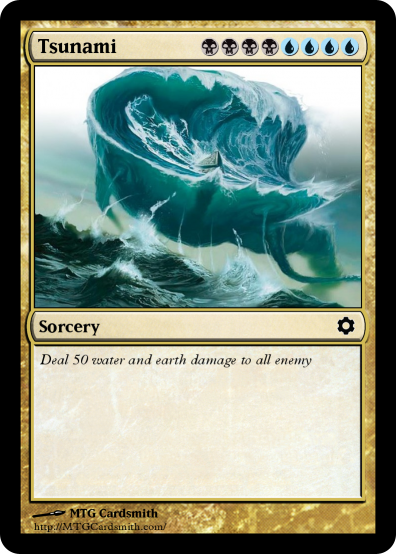 Tsunami
Sorcery
Deal 50 water and earth damage to all enemy
MTG Cardsmith
http://MTGCardsmith.com/